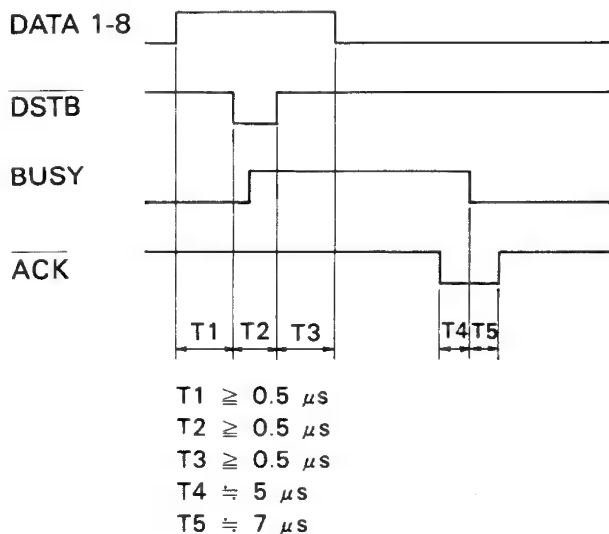 DATA 1-8
DSTB
BUSY
ACK
T1 T2 T3 T4 T5
T1 ≧ 0.5 μs
T2 ≧ 0.5 μs
T3 ≧ 0.5 μs
T4 ≒ 5 μs
T5 ≒ 7 μs